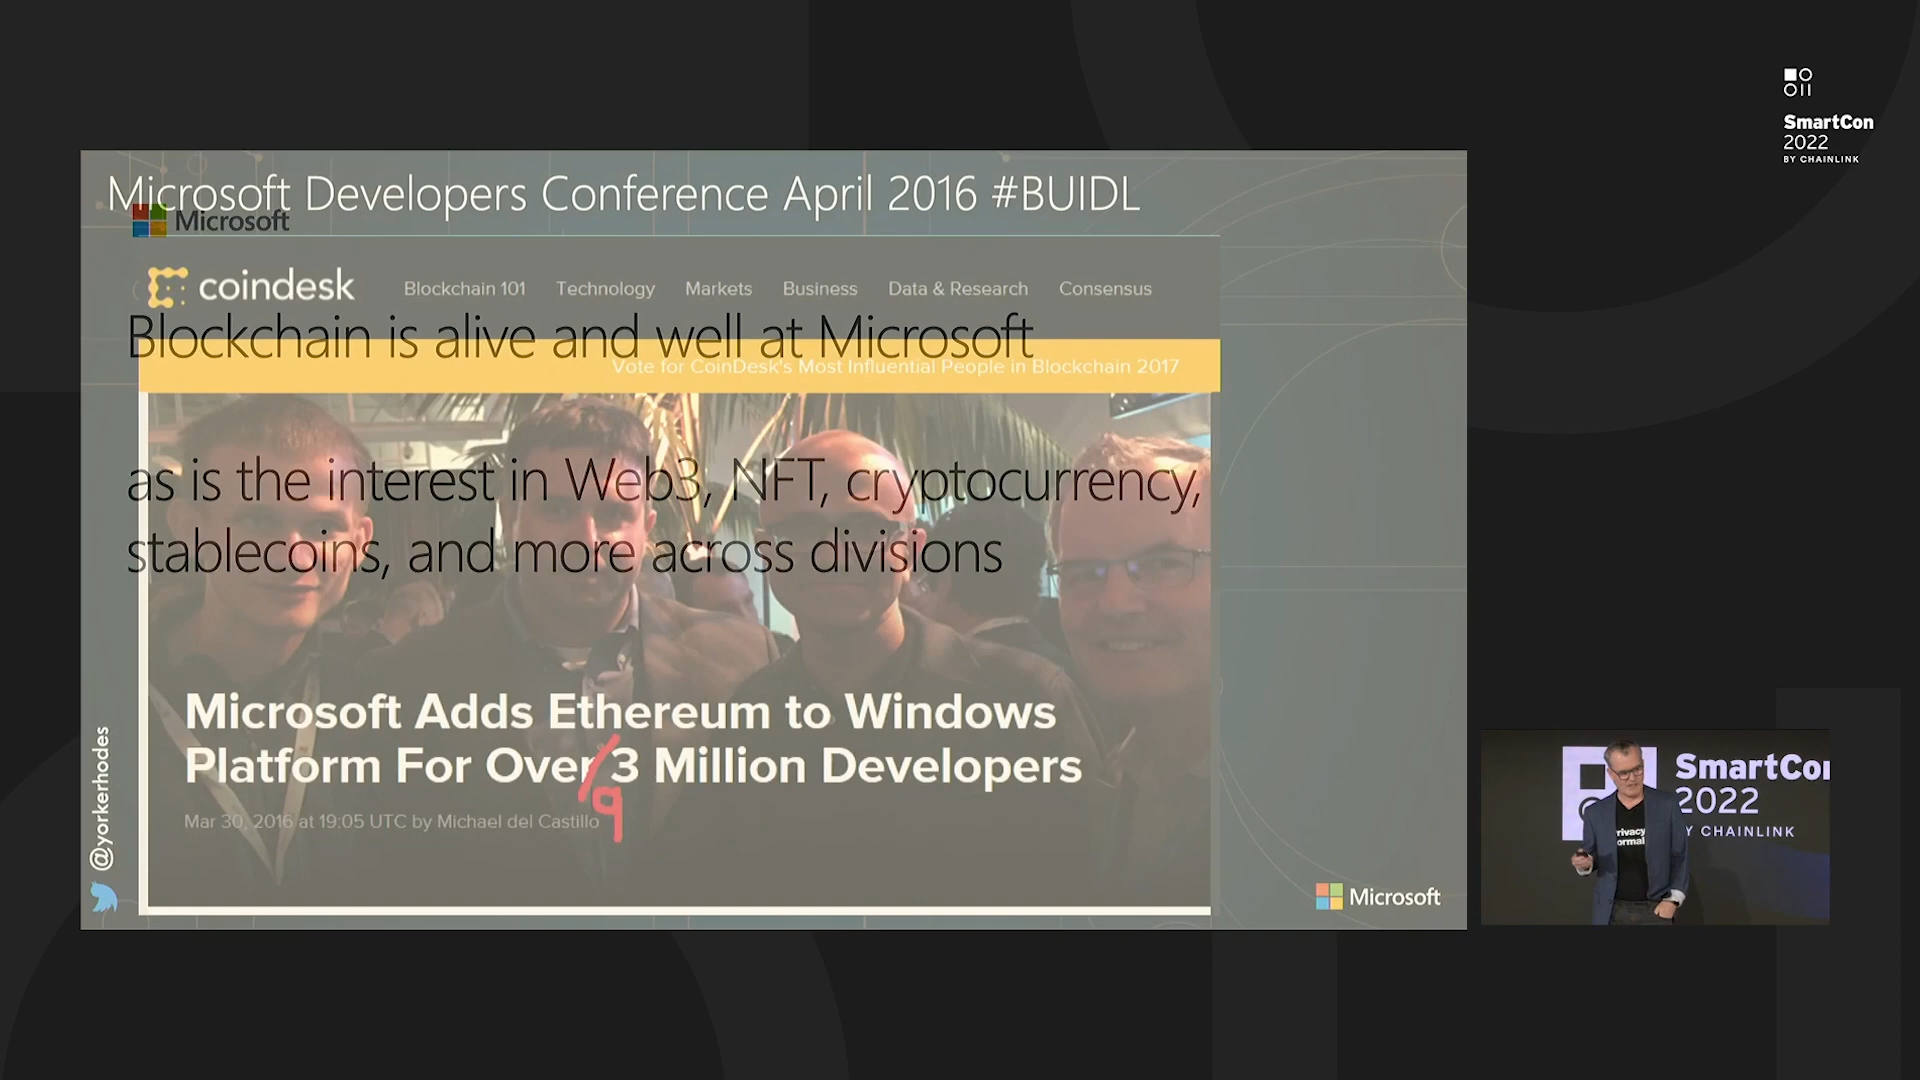 SmartCon
2022
BY CHAINLINK
Microsoft Developers Conference April 2016 #BUIDL
Microsoft
coindesk
Blockchain 101 Technology Markets Business Data & Research Consensus
Blockchain is alive and well at Microsoft
Vote for CoinDesk's Most Influential People in Blockchain 2017
as is the interest in Web3, NFT, cryptocurrency,
stablecoins, and more across divisions
Microsoft Adds Ethereum to Windows
Platform For Over 3 Million Developers
9
Mar 30, 2016 at 19:05 UTC by Michael del Castillo
@yorkerhodes
Microsoft
SmartCon
2022
BY CHAINLINK